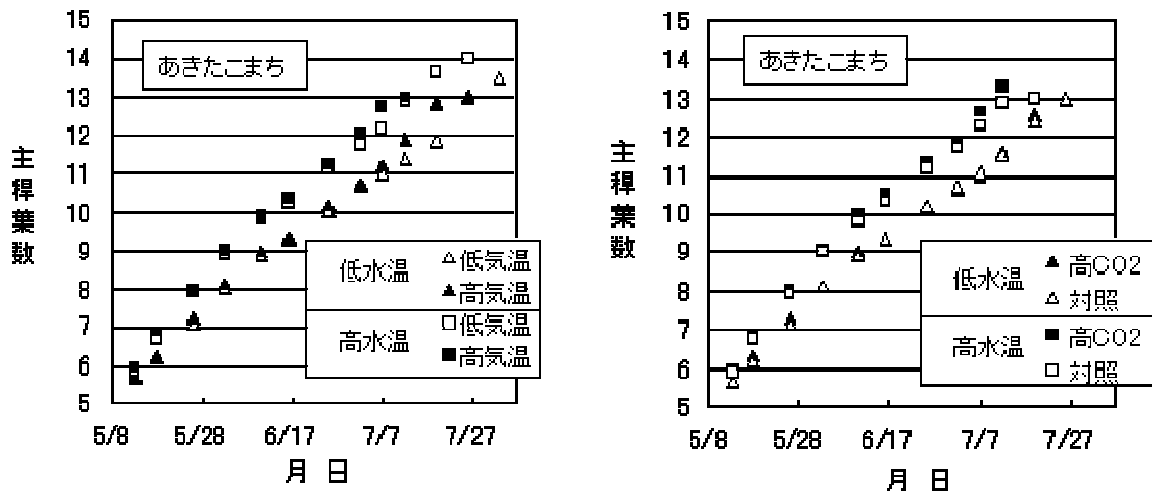 15
14
13
12
11
10
9
8
7
6
5
主稈葉数
あきたこまち
低水温
△低気温
▲高気温
高水温
□低気温
■高気温
5/8 5/28 6/17 7/7 7/27
月 日
15
14
13
12
11
10
9
8
7
6
5
主稈葉数
あきたこまち
低水温
▲ 高CO2
△ 対照
高水温
■ 高CO2
□ 対照
5/8 5/28 6/17 7/7 7/27
月 日